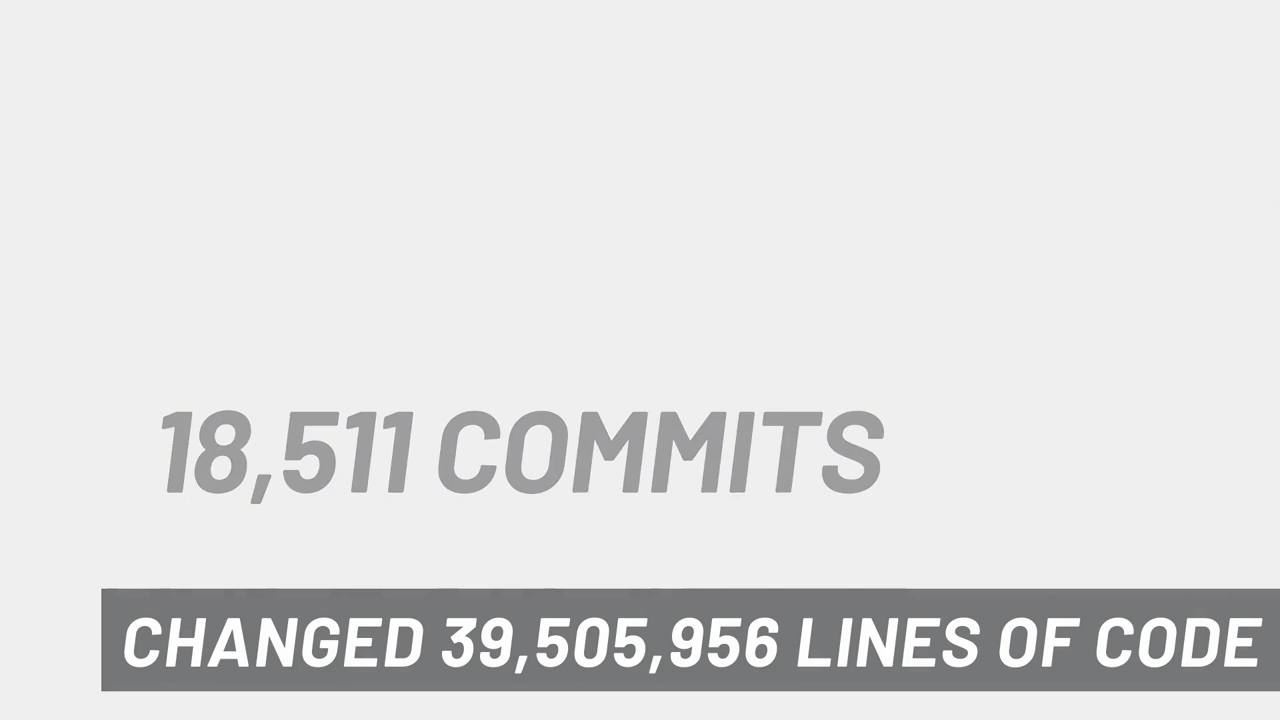 18,511 COMMITS
CHANGED 39,505,956 LINES OF CODE